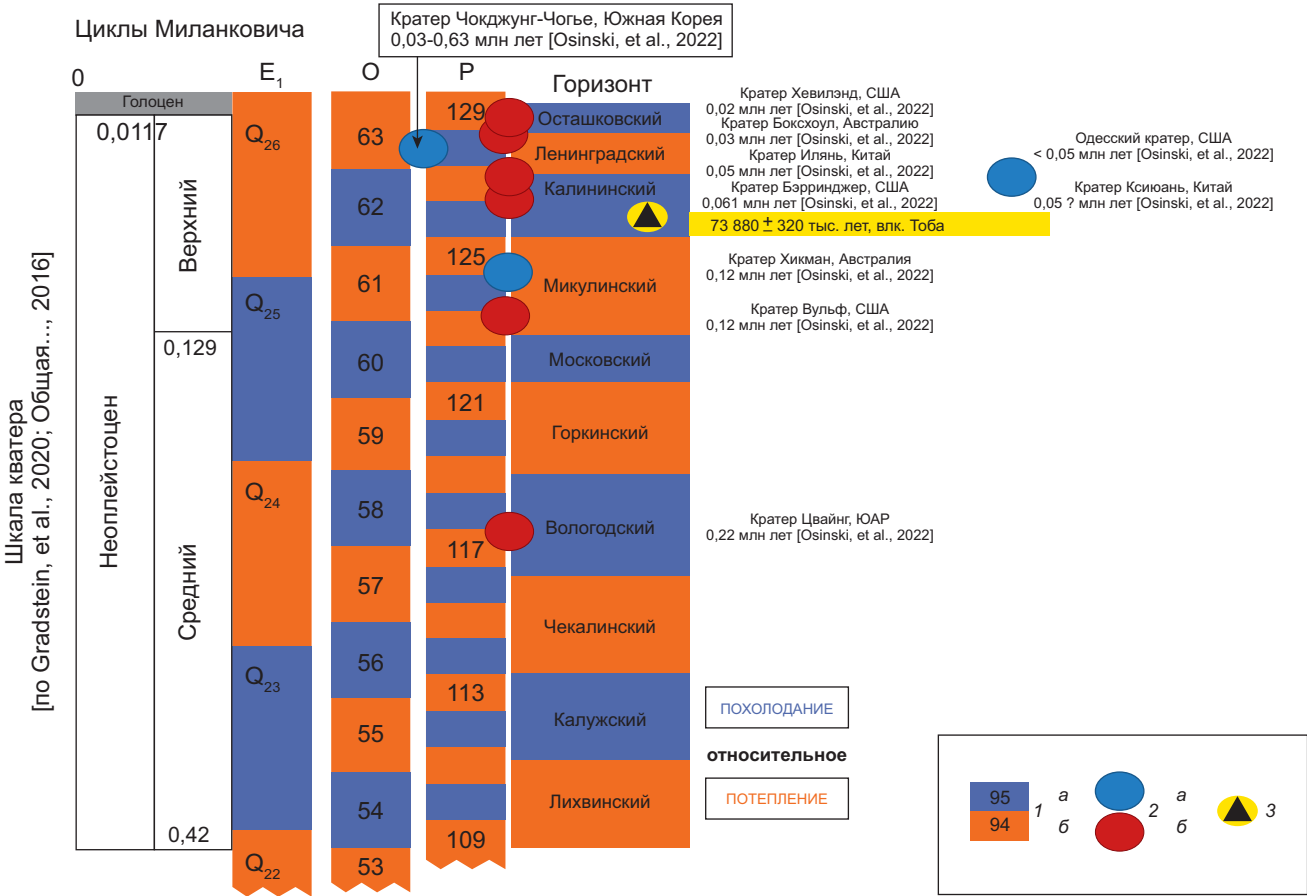 Циклы Миланковича
Кратер Чокджунг-Чогье, Южная Корея
0,03-0,63 млн лет [Osinski, et al., 2022]
0
E1
O
P
Горизонт
Шкала кватера
[по Gradstein, et al., 2020; Общая..., 2016]
Голоцен
0,0117
Неоплейстоцен
Верхний
0,129
Средний
0,42
Q26
Q25
Q24
Q23
Q22
63
62
61
60
59
58
57
56
55
54
53
129
125
121
117
113
109
Осташковский
Ленинградский
Калининский
Микулинский
Московский
Горкинский
Вологодский
Чекалинский
Калужский
Лихвинский
Кратер Хевилэнд, США
0,02 млн лет [Osinski, et al., 2022]
Кратер Боксхоул, Австралию
0,03 млн лет [Osinski, et al., 2022]
Кратер Илянь, Китай
0,05 млн лет [Osinski, et al., 2022]
Кратер Бэрринджер, США
0,061 млн лет [Osinski, et al., 2022]
73 880 ± 320 тыс. лет, влк. Тоба
Кратер Хикман, Австралия
0,12 млн лет [Osinski, et al., 2022]
Кратер Вульф, США
0,12 млн лет [Osinski, et al., 2022]
Кратер Цвайнг, ЮАР
0,22 млн лет [Osinski, et al., 2022]
Одесский кратер, США
< 0,05 млн лет [Osinski, et al., 2022]
Кратер Ксиюань, Китай
0,05 ? млн лет [Osinski, et al., 2022]
ПОХОЛОДАНИЕ
относительное
ПОТЕПЛЕНИЕ
95 а а
1 2 3
94 б б